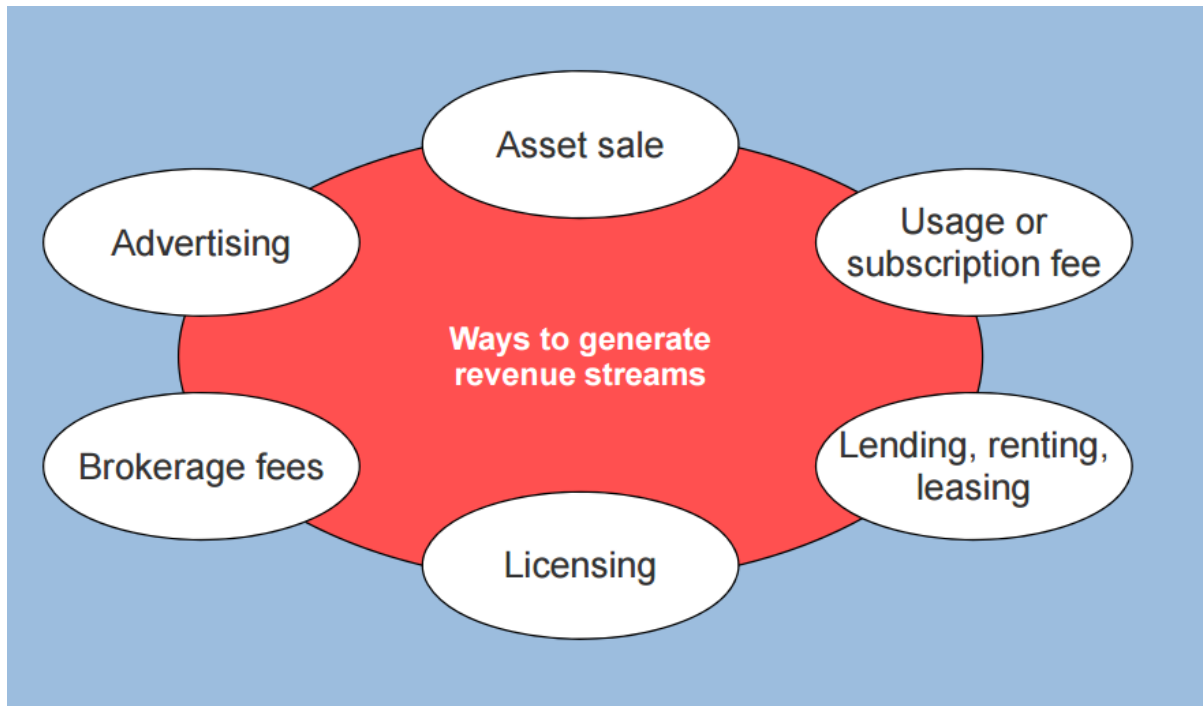 Asset sale
Advertising
Usage or
subscription fee
Ways to generate
revenue streams
Brokerage fees
Lending, renting,
leasing
Licensing